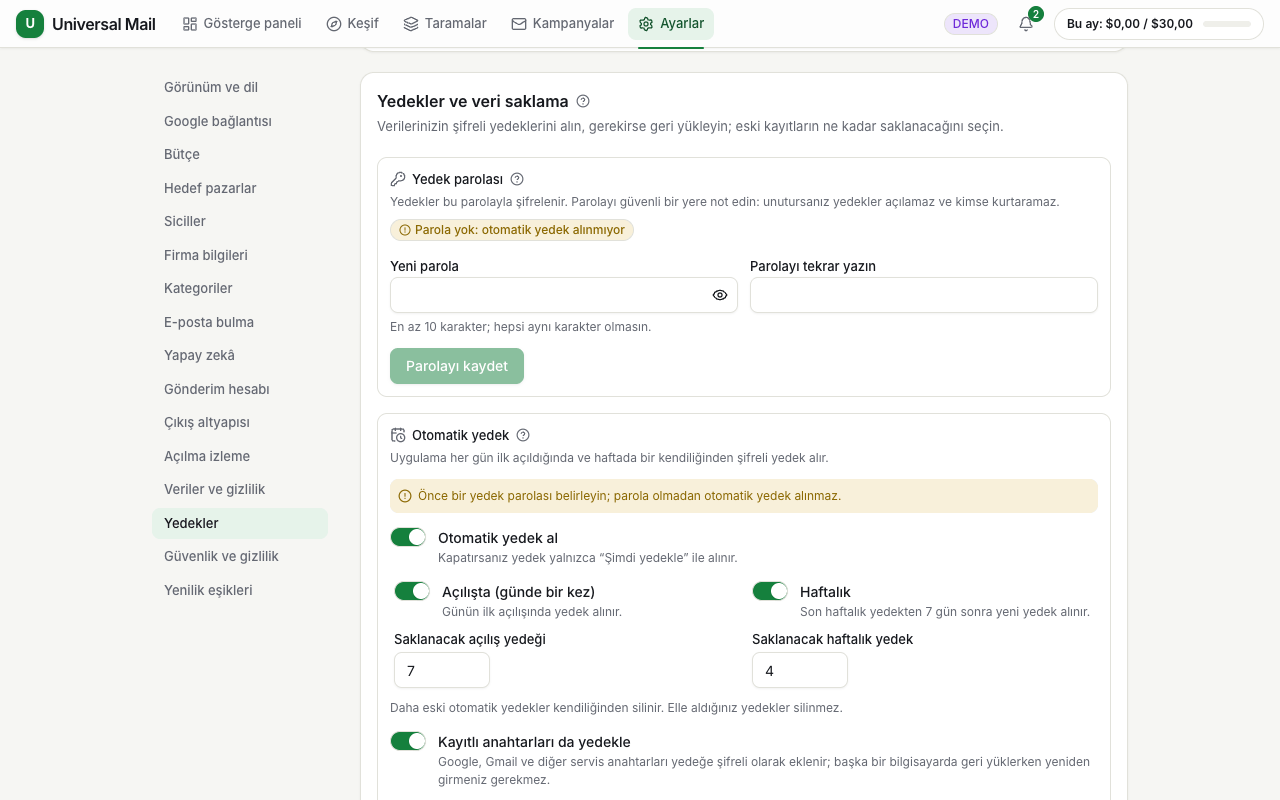 U Universal Mail Gösterge paneli Keşif Taramalar Kampanyalar Ayarlar DEMO 2 Bu ay: $0,00 / $30,00
Görünüm ve dil
Google bağlantısı
Bütçe
Hedef pazarlar
Siciller
Firma bilgileri
Kategoriler
E-posta bulma
Yapay zekâ
Gönderim hesabı
Çıkış altyapısı
Açılma izleme
Veriler ve gizlilik
Yedekler
Güvenlik ve gizlilik
Yenilik eşikleri
Yedekler ve veri saklama
Verilerinizin şifreli yedeklerini alın, gerekirse geri yükleyin; eski kayıtların ne kadar saklanacağını seçin.
Yedek parolası
Yedekler bu parolayla şifrelenir. Parolayı güvenli bir yere not edin: unutursanız yedekler açılamaz ve kimse kurtaramaz.
Parola yok: otomatik yedek alınmıyor
Yeni parola Parolayı tekrar yazın
En az 10 karakter; hepsi aynı karakter olmasın.
Parolayı kaydet
Otomatik yedek
Uygulama her gün ilk açıldığında ve haftada bir kendiliğinden şifreli yedek alır.
Önce bir yedek parolası belirleyin; parola olmadan otomatik yedek alınmaz.
Otomatik yedek al
Kapatırsanız yedek yalnızca “Şimdi yedekle” ile alınır.
Açılışta (günde bir kez) Haftalık
Günün ilk açılışında yedek alınır. Son haftalık yedekten 7 gün sonra yeni yedek alınır.
Saklanacak açılış yedeği Saklanacak haftalık yedek
7 4
Daha eski otomatik yedekler kendiliğinden silinir. Elle aldığınız yedekler silinmez.
Kayıtlı anahtarları da yedekle
Google, Gmail ve diğer servis anahtarları yedeğe şifreli olarak eklenir; başka bir bilgisayarda geri yüklerken yeniden
girmeniz gerekmez.